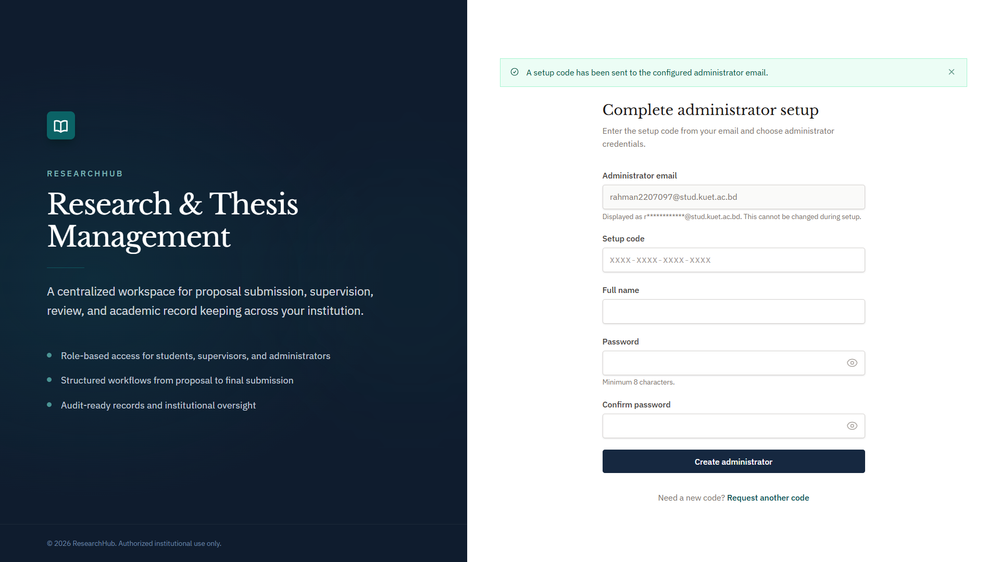 RESEARCHHUB
Research & Thesis
Management
A centralized workspace for proposal submission, supervision,
review, and academic record keeping across your institution.
Role-based access for students, supervisors, and administrators
Structured workflows from proposal to final submission
Audit-ready records and institutional oversight
© 2026 ResearchHub. Authorized institutional use only.
A setup code has been sent to the configured administrator email.
Complete administrator setup
Enter the setup code from your email and choose administrator
credentials.
Administrator email
rahman2207097@stud.kuet.ac.bd
Displayed as r************@stud.kuet.ac.bd. This cannot be changed during setup.
Setup code
XXXX-XXXX-XXXX-XXXX
Full name
Password
Minimum 8 characters.
Confirm password
Create administrator
Need a new code? Request another code